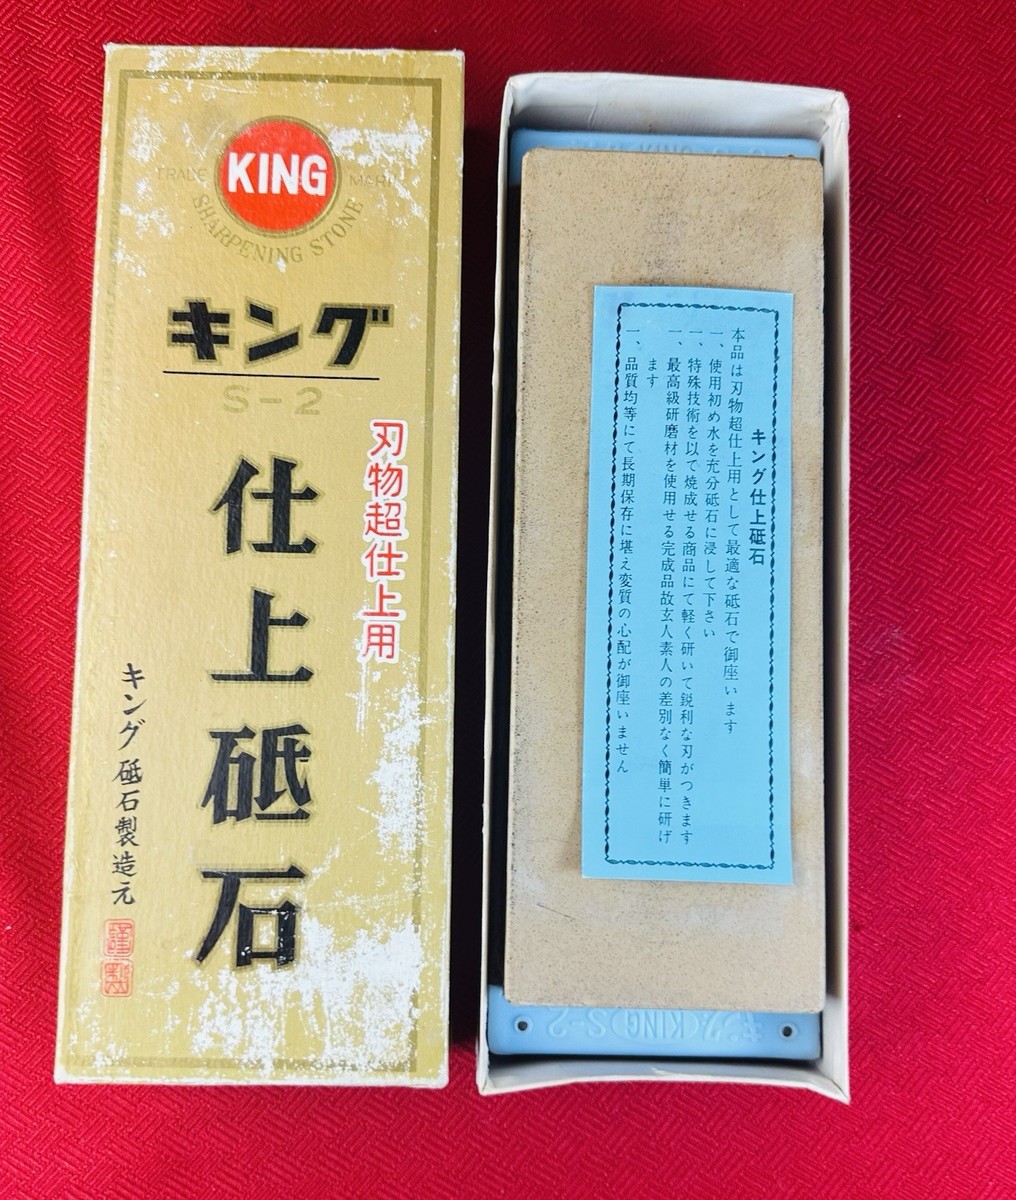 TRADE
KING
MARK
SHARPENING STONE
キング
S-2
刃物超仕上用
仕上砥石
キング砥石製造元
謹製
キング仕上砥石
本品は刃物超仕上用として最適な砥石で御座います
一、使用初め水を充分砥石に浸して下さい
一、特殊技術を以て焼成せる商品にて軽く研いて鋭利な刃がつきます
一、最高級研磨材を使用せる完成品故玄人素人の差別なく簡単に研げ
ます
一、品質均等にて長期保存に堪え変質の心配が御座いません
キング KING S-2